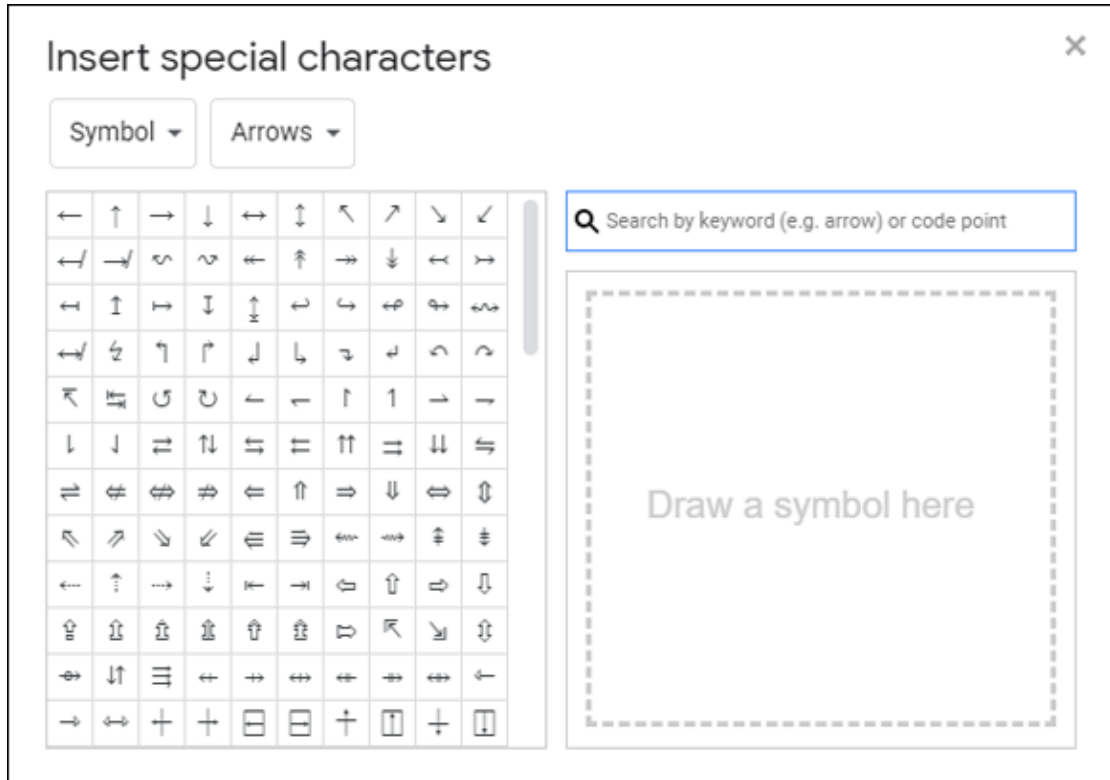 Insert special characters
Symbol Arrows
Search by keyword (e.g. arrow) or code point
Draw a symbol here
← ↑ → ↓ ↔ ↕ ↖ ↗ ↘ ↙
↚ ↛ ↜ ↝ ↞ ↟ ↠ ↡ ↢ ↣
↤ ↥ ↦ ↧ ↨ ↩ ↪ ↫ ↬ ↭
↮ ↯ ↰ ↱ ↲ ↳ ↴ ↵ ↶ ↷
↸ ↹ ↺ ↻ ↼ ↽ ↾ ↿ ⇀ ⇁
⇂ ⇃ ⇄ ⇅ ⇆ ⇇ ⇈ ⇉ ⇊ ⇋
⇌ ⇍ ⇎ ⇏ ⇐ ⇑ ⇒ ⇓ ⇔ ⇕
⇖ ⇗ ⇘ ⇙ ⇚ ⇛ ⇜ ⇝ ⇞ ⇟
⇠ ⇡ ⇢ ⇣ ⇤ ⇥ ⇦ ⇧ ⇨ ⇩
⇪ ⇫ ⇬ ⇭ ⇮ ⇯ ⇰ ⇱ ⇲ ⇳
⇴ ⇵ ⇶ ⇷ ⇸ ⇹ ⇺ ⇻ ⇼ ⇽
⇾ ⇿